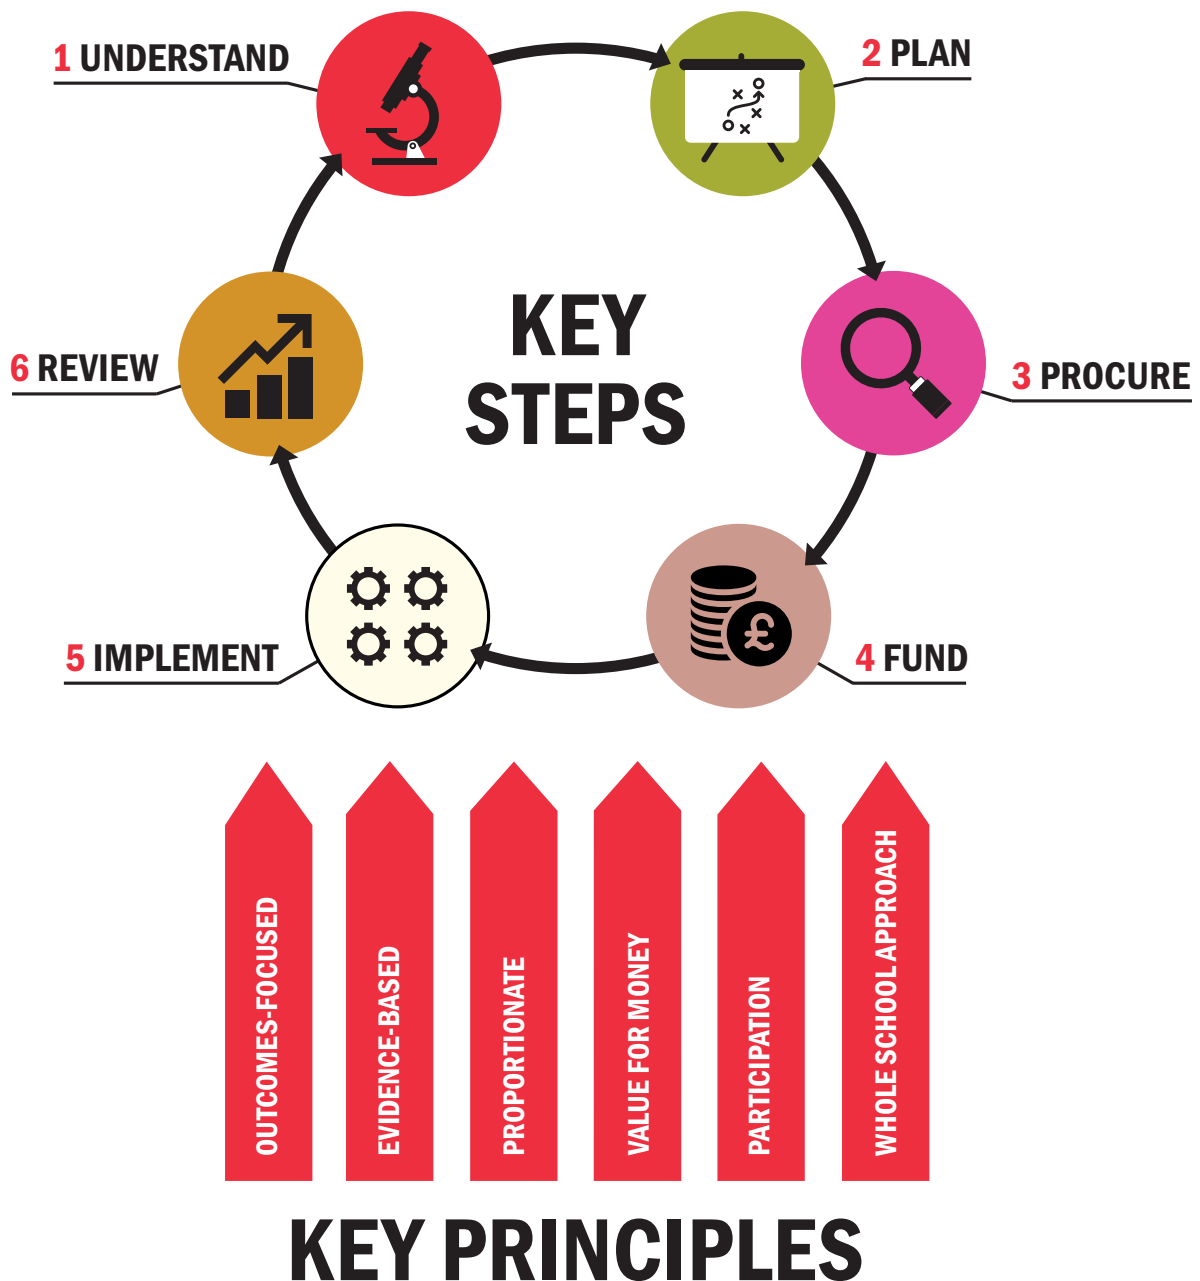 1 UNDERSTAND
2 PLAN
KEY
STEPS
6 REVIEW
3 PROCURE
5 IMPLEMENT
£
4 FUND
OUTCOMES-FOCUSED
EVIDENCE-BASED
PROPORTIONATE
VALUE FOR MONEY
PARTICIPATION
WHOLE SCHOOL APPROACH
KEY PRINCIPLES